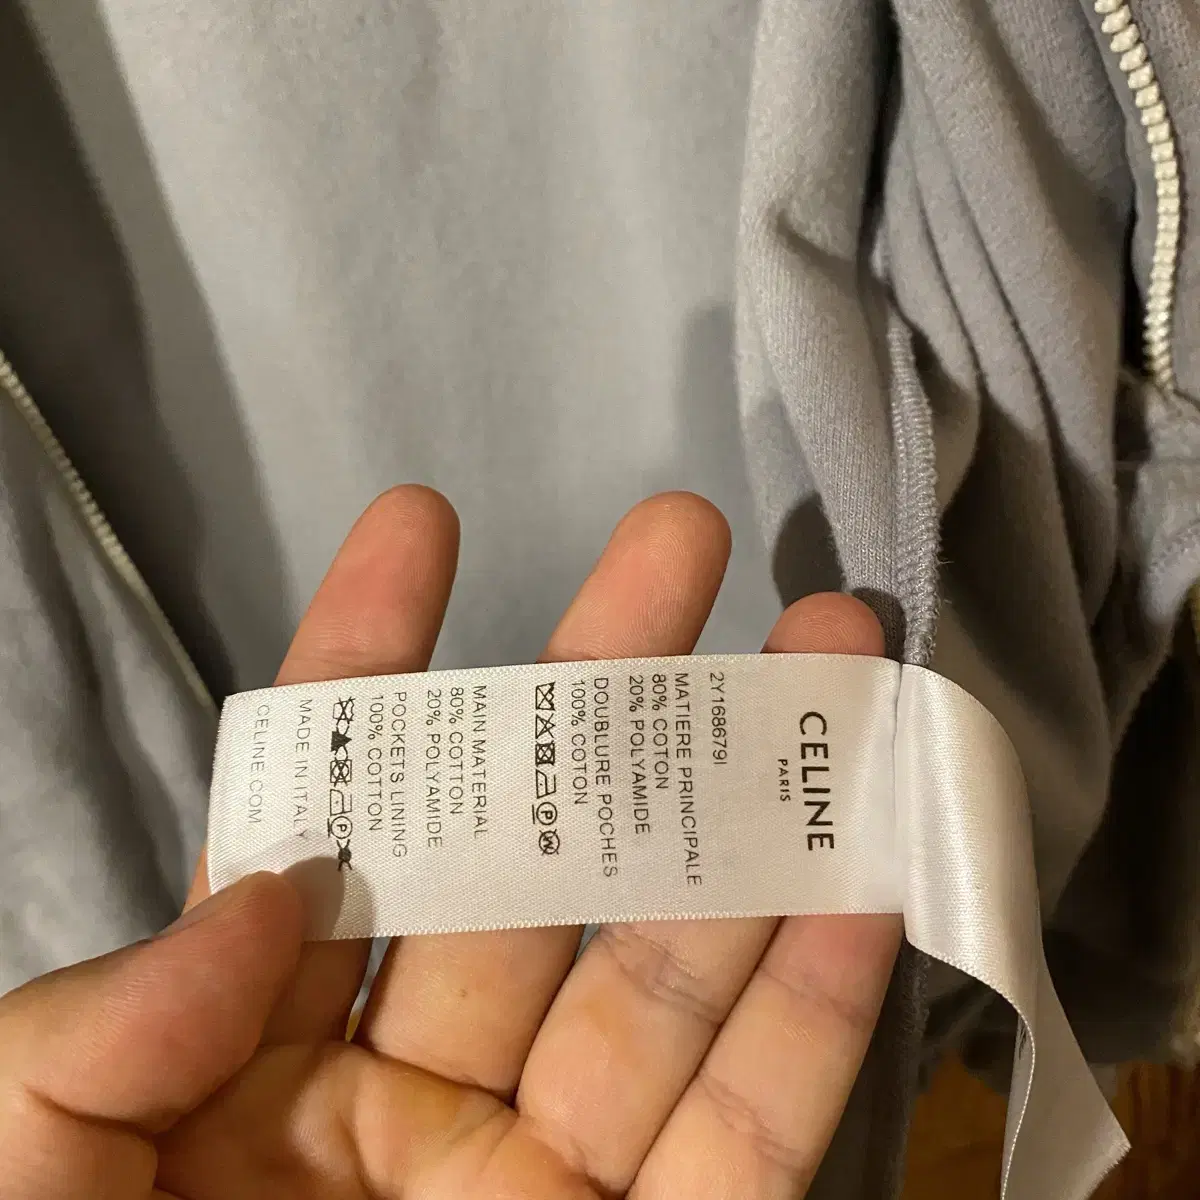 CELINE
PARIS
2Y168679I
MATIERE PRINCIPALE
80% COTON
20% POLYAMIDE
DOUBLURE POCHES
100% COTON
MAIN MATERIAL
80% COTTON
20% POLYAMIDE
POCKETS LINING
100% COTTON
MADE IN ITALY
CELINE.COM